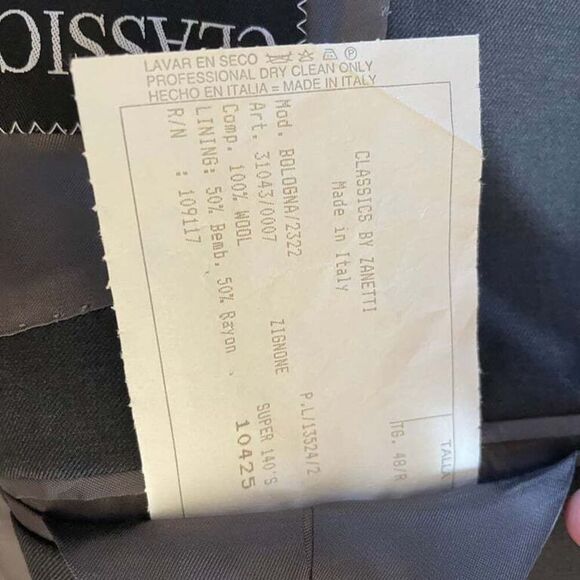 CLASSIC
LAVAR EN SECO
PROFESSIONAL DRY CLEAN ONLY
HECHO EN ITALIA = MADE IN ITALY
TALLA
TG. 48/R
CLASSICS BY ZANETTI
Made in Italy
P.L/13524/2
Mod. BOLOGNA/2322
Art. 31043/0007 ZIGNONE SUPER 140'S
Comp. 100% WOOL 10425
LINING: 50% Bemb. 50% Rayon .
R/N : 109117